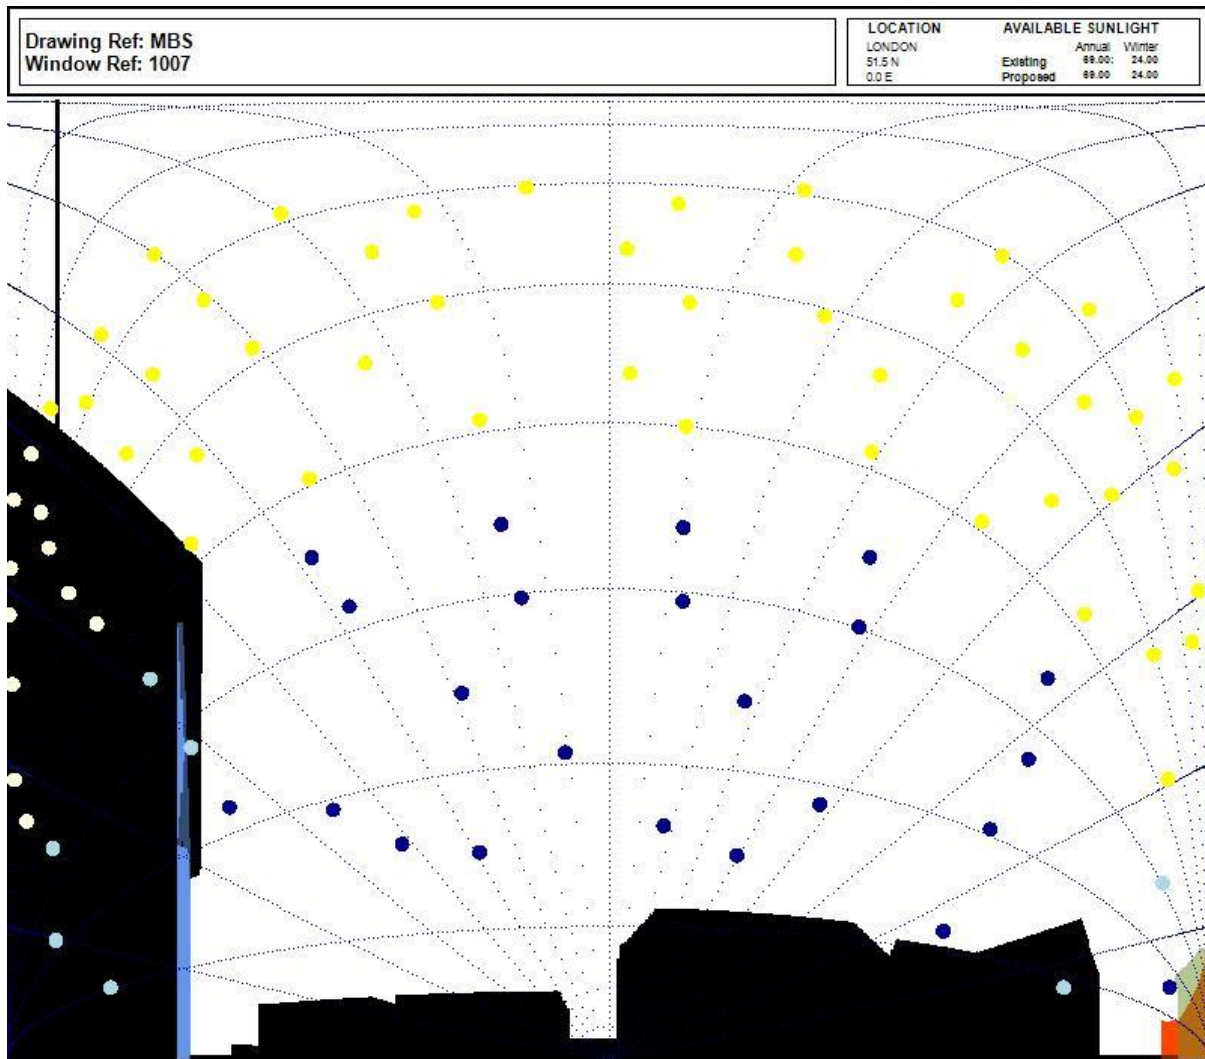 Drawing Ref: MBS
Window Ref: 1007
LOCATION
LONDON
51.5 N
0.0 E
AVAILABLE SUNLIGHT
Annual Winter
Existing 69.00: 24.00
Proposed 69.00 24.00